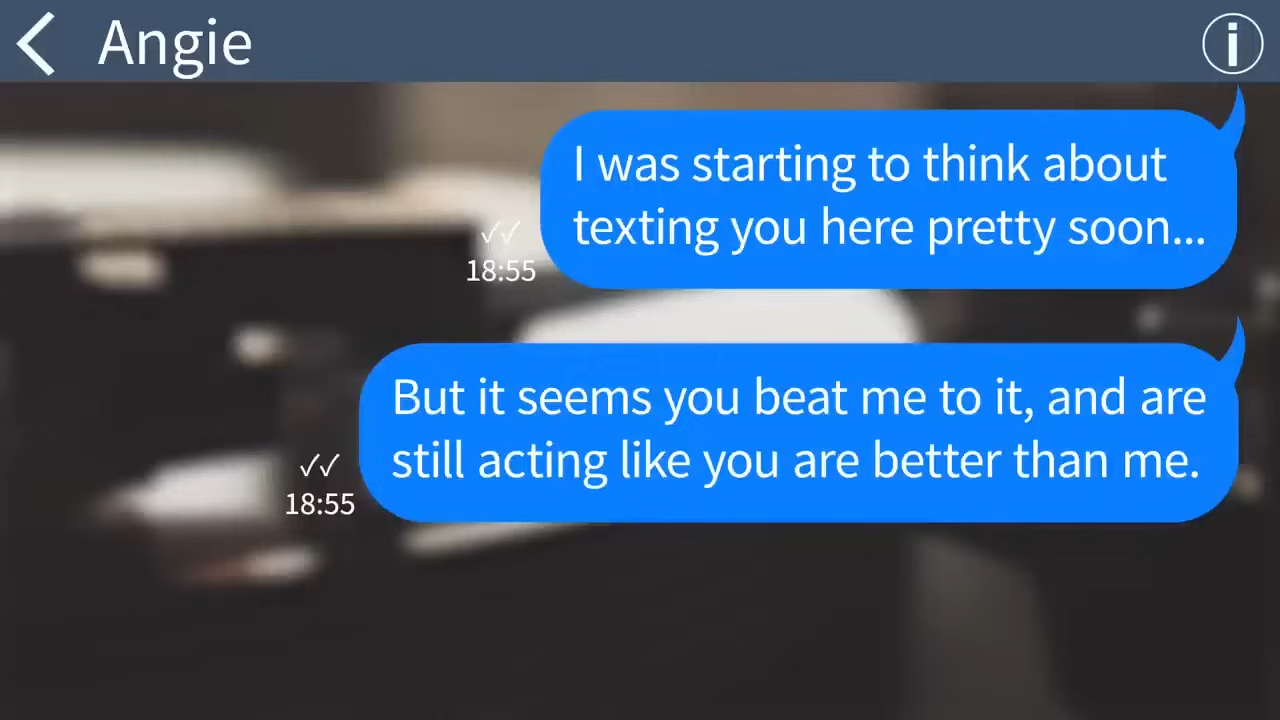 Angie
i
I was starting to think about
texting you here pretty soon...
✓✓
18:55
But it seems you beat me to it, and are
still acting like you are better than me.
✓✓
18:55